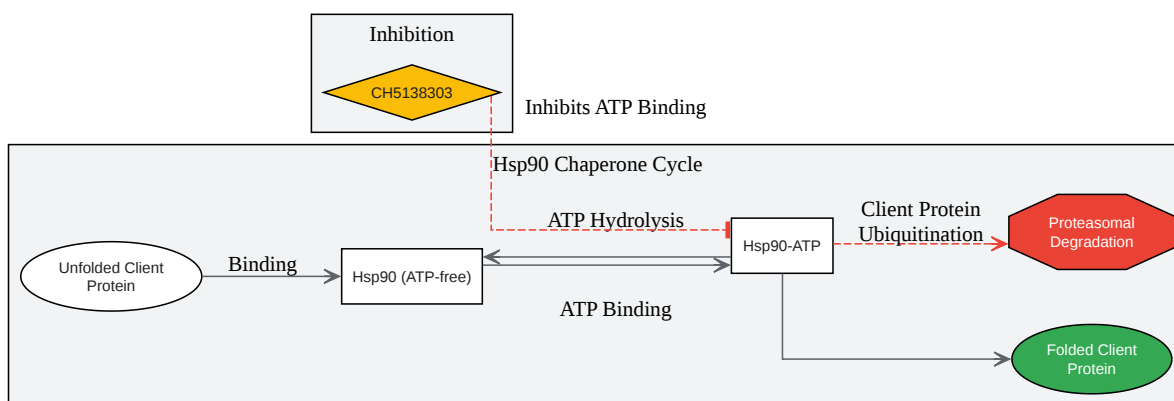 Inhibition
CH5138303
Inhibits ATP Binding
Hsp90 Chaperone Cycle
ATP Hydrolysis
Client Protein
Ubiquitination
Proteasomal
Degradation
Hsp90-ATP
Unfolded Client
Protein
Binding
Hsp90 (ATP-free)
ATP Binding
Folded Client
Protein